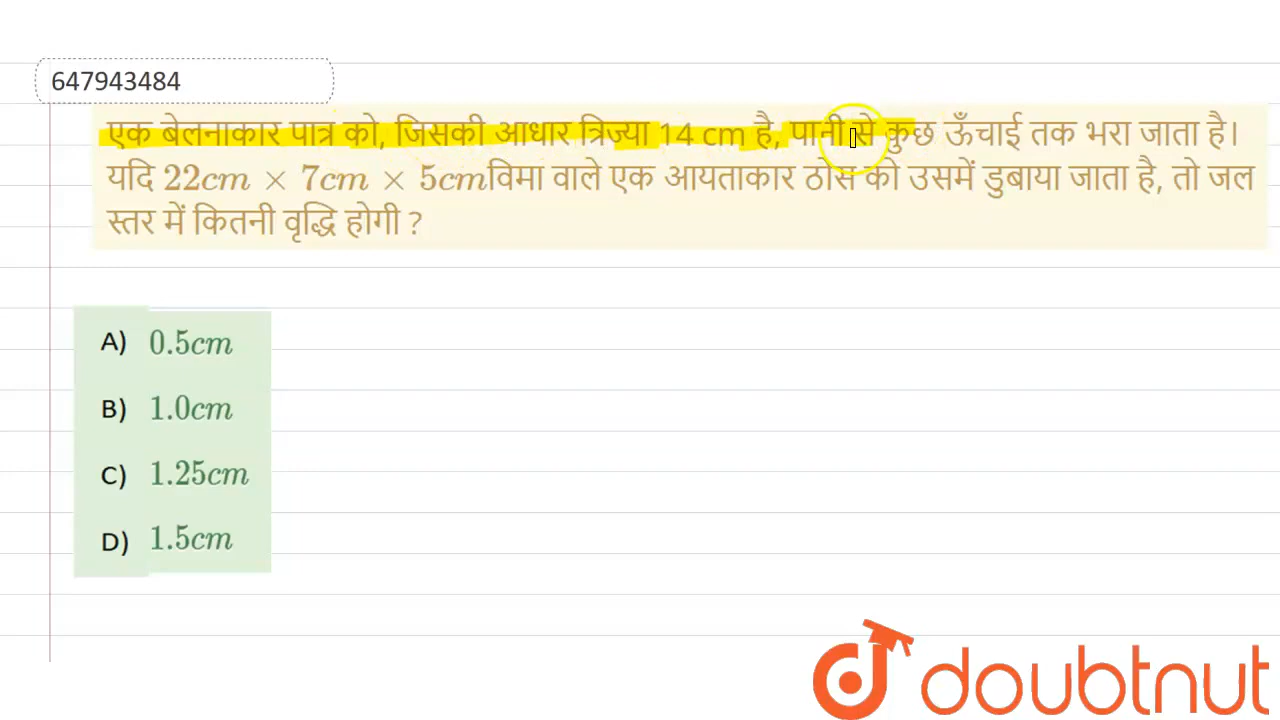 647943484
एक बेलनाकार पात्र को, जिसकी आधार त्रिज्या 14 cm है, पानी से कुछ ऊँचाई तक भरा जाता है।
यदि 22cm × 7cm × 5cmविमा वाले एक आयताकार ठोस को उसमें डुबाया जाता है, तो जल
स्तर में कितनी वृद्धि होगी ?
A) 0.5cm
B) 1.0cm
C) 1.25cm
D) 1.5cm
doubtnut